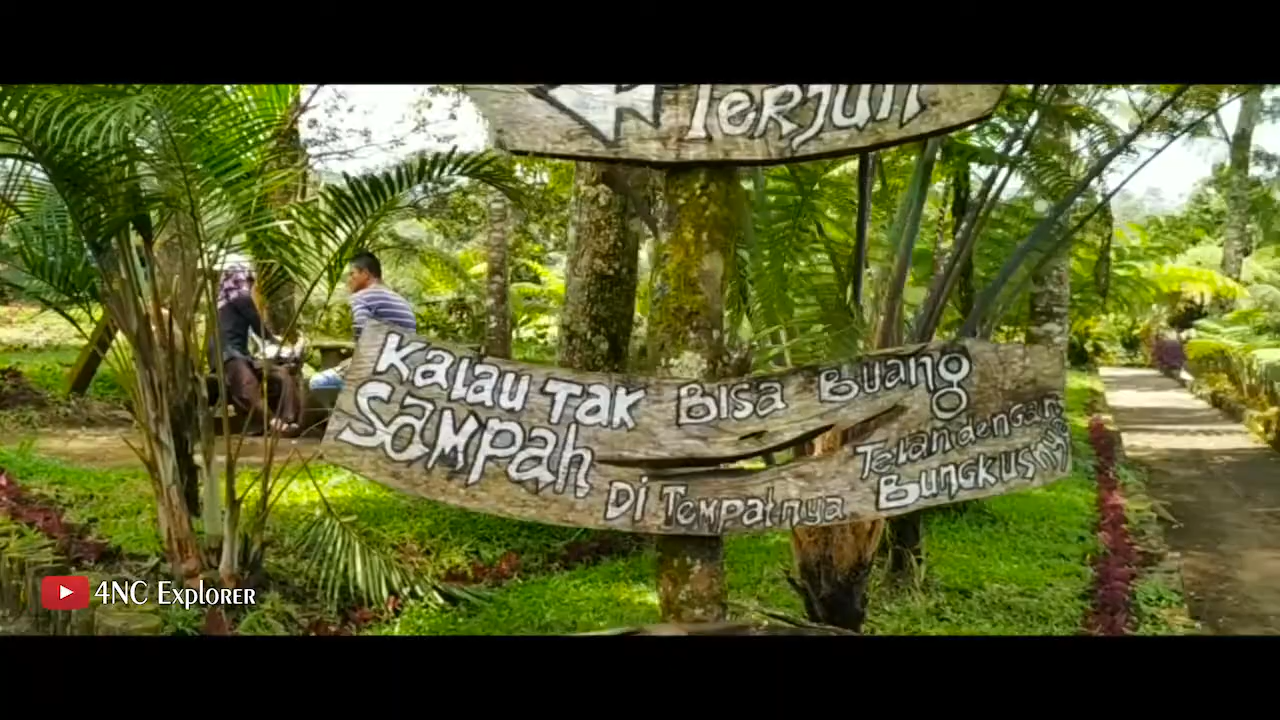 Terjun
Kalau Tak Bisa Buang
Sampah Di Tempatnya
Telan dengan
Bungkusnya
4NC Explorer